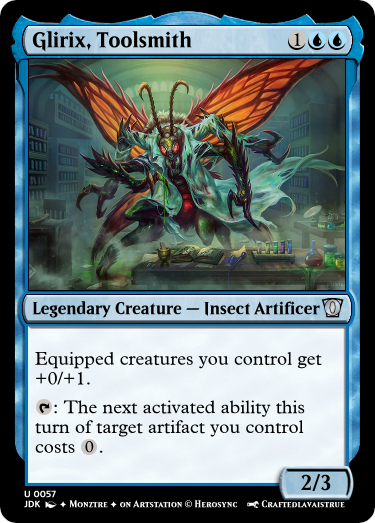 Glirix, Toolsmith 1UU
Legendary Creature — Insect Artificer
Equipped creatures you control get
+0/+1.
: The next activated ability this
turn of target artifact you control
costs 0.
2/3
U 0057
JDK Monztre on ArtStation © Herosync Craftedlavaistrue